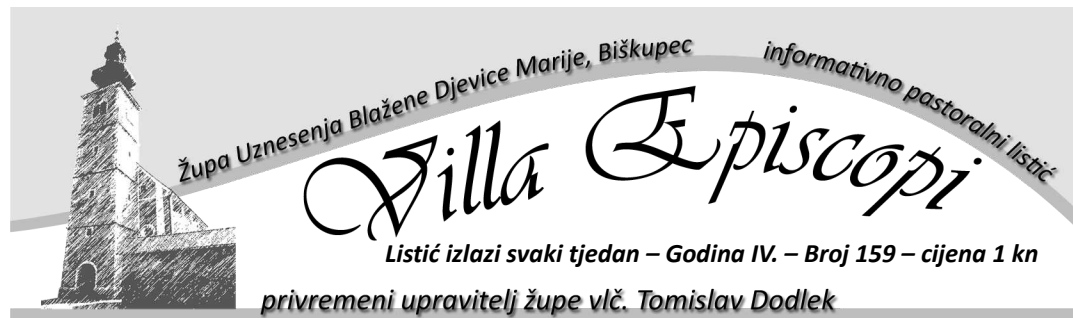 Župa Uznesenja Blažene Djevice Marije, Biškupec
informativno pastoralni listić
Villa Episcopi
Listić izlazi svaki tjedan – Godina IV. – Broj 159 – cijena 1 kn
privremeni upravitelj župe vlč. Tomislav Dodlek